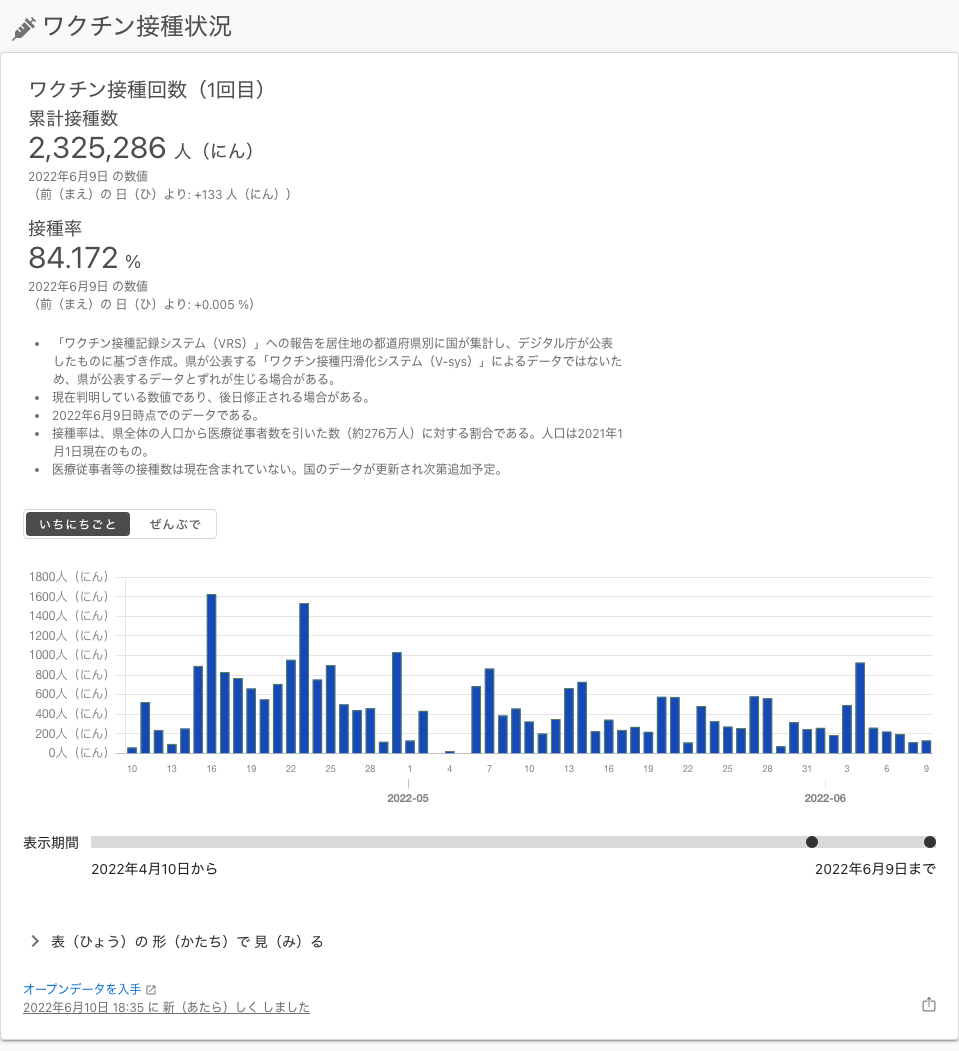 ワクチン接種状況
ワクチン接種回数（1回目）
累計接種数
2,325,286 人（にん）
2022年6月9日 の数値
（前（まえ）の 日（ひ）より: +133 人（にん））
接種率
84.172 %
2022年6月9日 の数値
（前（まえ）の 日（ひ）より: +0.005 %）
• 「ワクチン接種記録システム（VRS）」への報告を居住地の都道府県別に国が集計し、デジタル庁が公表
したものに基づき作成。県が公表する「ワクチン接種円滑化システム（V-sys）」によるデータではないた
め、県が公表するデータとずれが生じる場合がある。
• 現在判明している数値であり、後日修正される場合がある。
• 2022年6月9日時点でのデータである。
• 接種率は、県全体の人口から医療従事者数を引いた数（約276万人）に対する割合である。人口は2021年1
月1日現在のもの。
• 医療従事者等の接種数は現在含まれていない。国のデータが更新され次第追加予定。
いちにちごと ぜんぶで
1800人（にん）
1600人（にん）
1400人（にん）
1200人（にん）
1000人（にん）
800人（にん）
600人（にん）
400人（にん）
200人（にん）
0人（にん）
10 13 16 19 22 25 28 1 4 7 10 13 16 19 22 25 28 31 3 6 9
2022-05 2022-06
表示期間
2022年4月10日から 2022年6月9日まで
表（ひょう）の 形（かたち）で 見（み）る
オープンデータを入手
2022年6月10日 18:35 に 新（あたら）しく しました